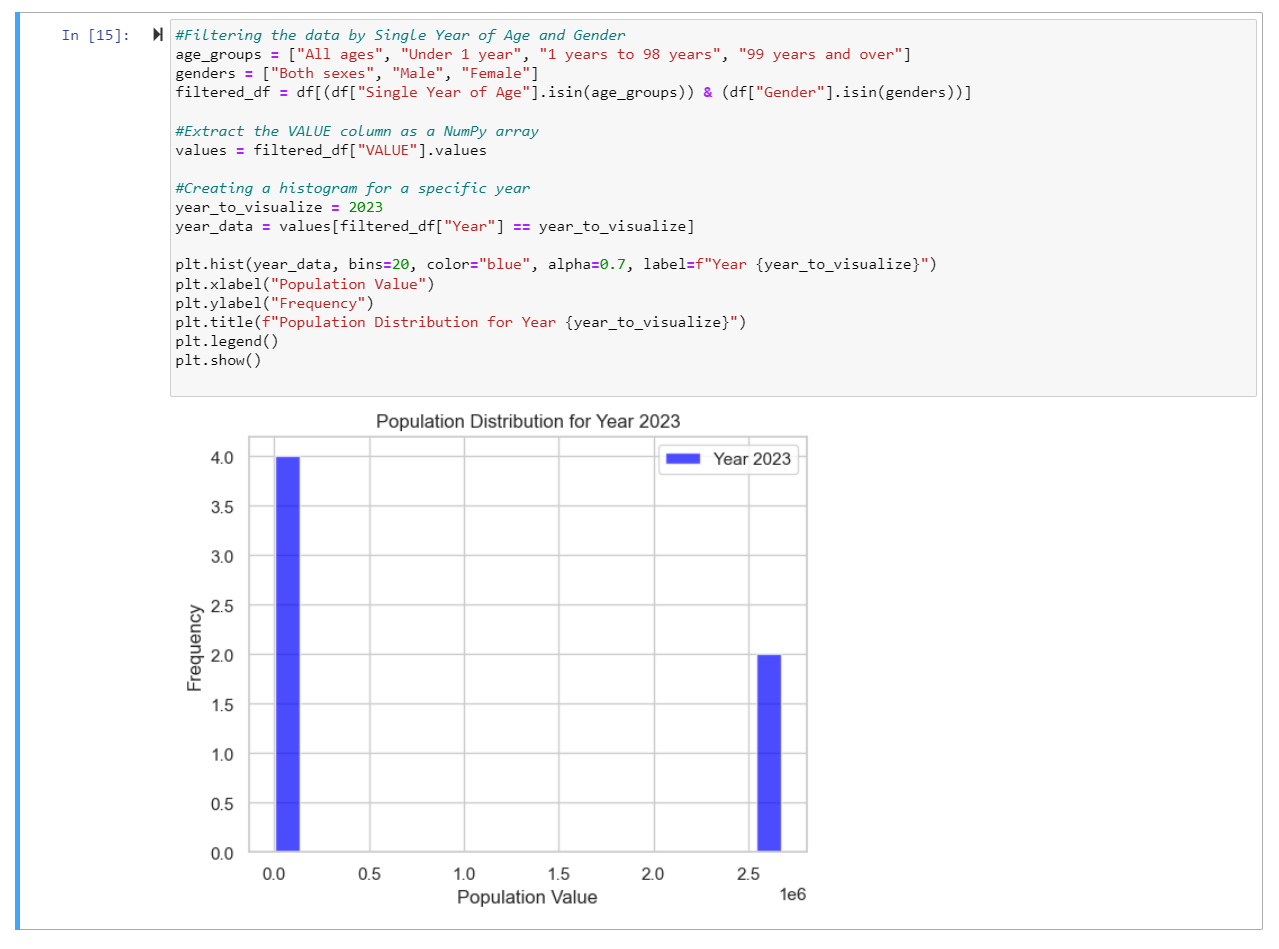 In [15]:
#Filtering the data by Single Year of Age and Gender
age_groups = ["All ages", "Under 1 year", "1 years to 98 years", "99 years and over"]
genders = ["Both sexes", "Male", "Female"]
filtered_df = df[(df["Single Year of Age"].isin(age_groups)) & (df["Gender"].isin(genders))]
#Extract the VALUE column as a NumPy array
values = filtered_df["VALUE"].values
#Creating a histogram for a specific year
year_to_visualize = 2023
year_data = values[filtered_df["Year"] == year_to_visualize]
plt.hist(year_data, bins=20, color="blue", alpha=0.7, label=f"Year {year_to_visualize}")
plt.xlabel("Population Value")
plt.ylabel("Frequency")
plt.title(f"Population Distribution for Year {year_to_visualize}")
plt.legend()
plt.show()
Population Distribution for Year 2023
Year 2023
4.0
3.5
3.0
2.5
2.0
1.5
1.0
0.5
0.0
Frequency
0.0 0.5 1.0 1.5 2.0 2.5
1e6
Population Value